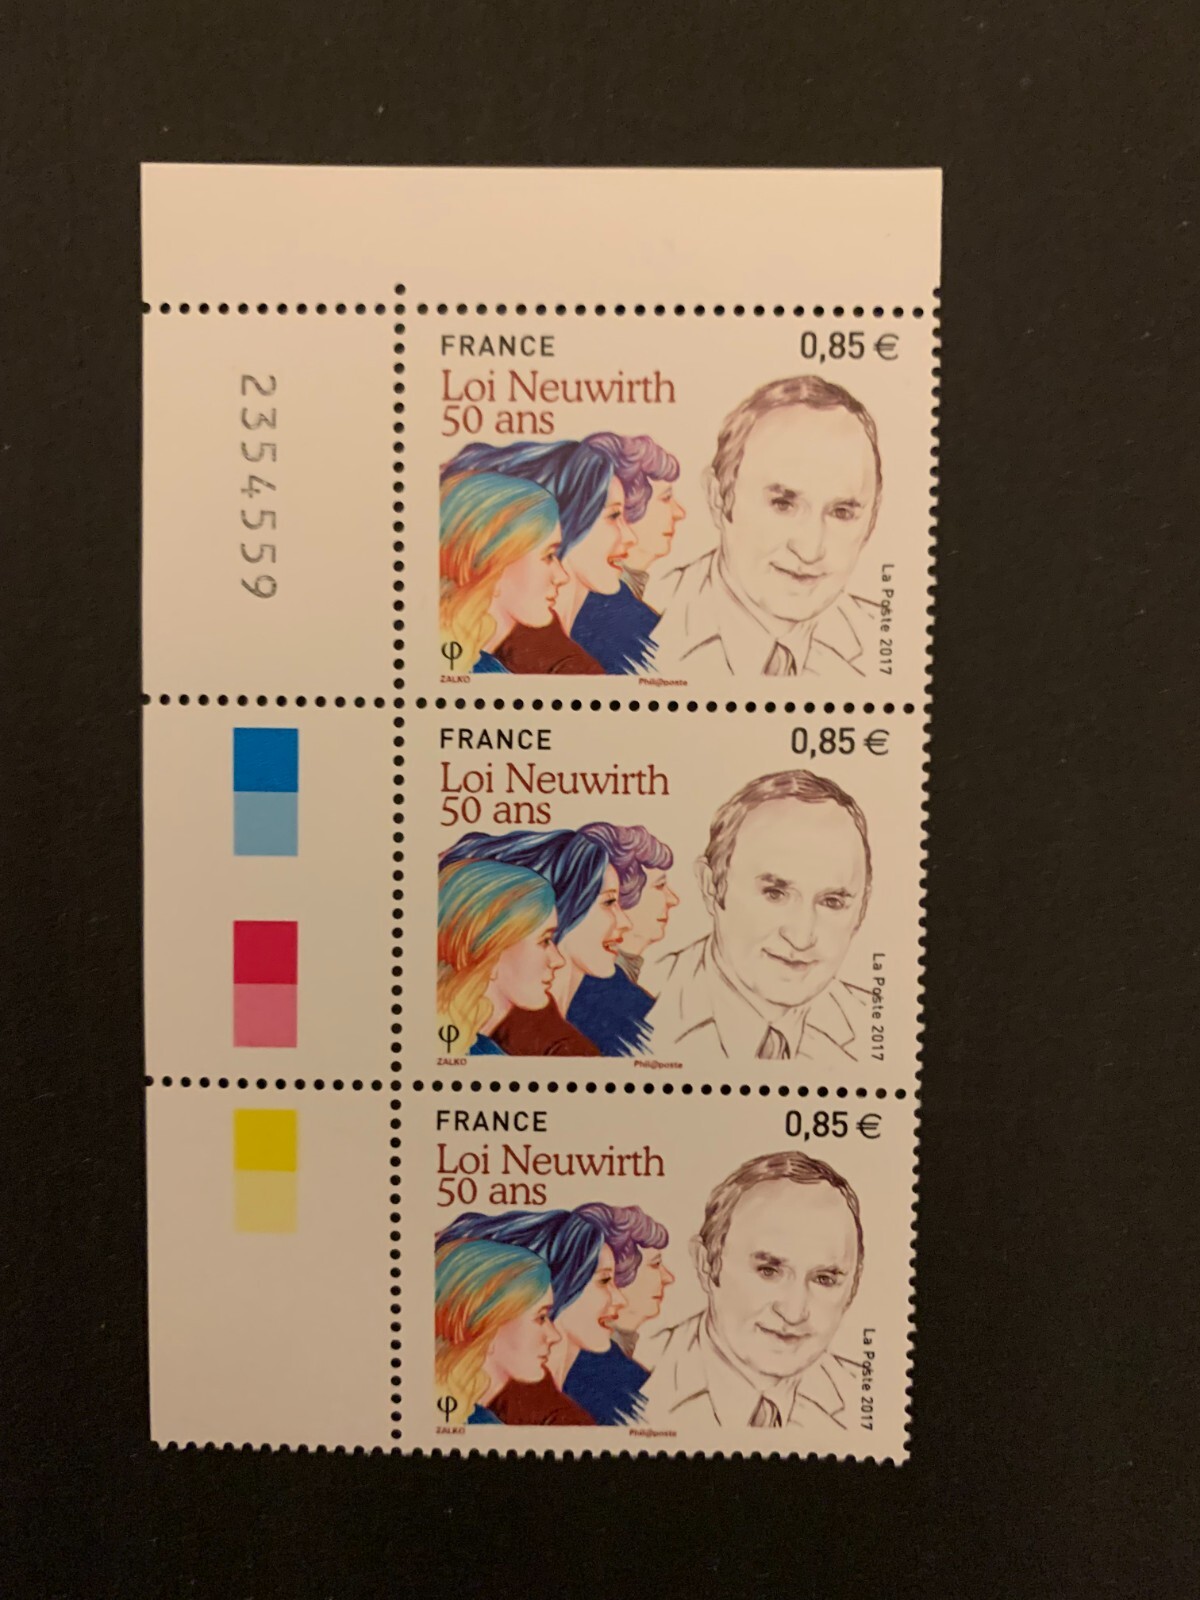 2354559
FRANCE 0,85 €
Loi Neuwirth
50 ans
La Poste 2017
φ
ZALKO Phil@poste
FRANCE 0,85 €
Loi Neuwirth
50 ans
La Poste 2017
φ
ZALKO Phil@poste
FRANCE 0,85 €
Loi Neuwirth
50 ans
La Poste 2017
φ
ZALKO Phil@poste